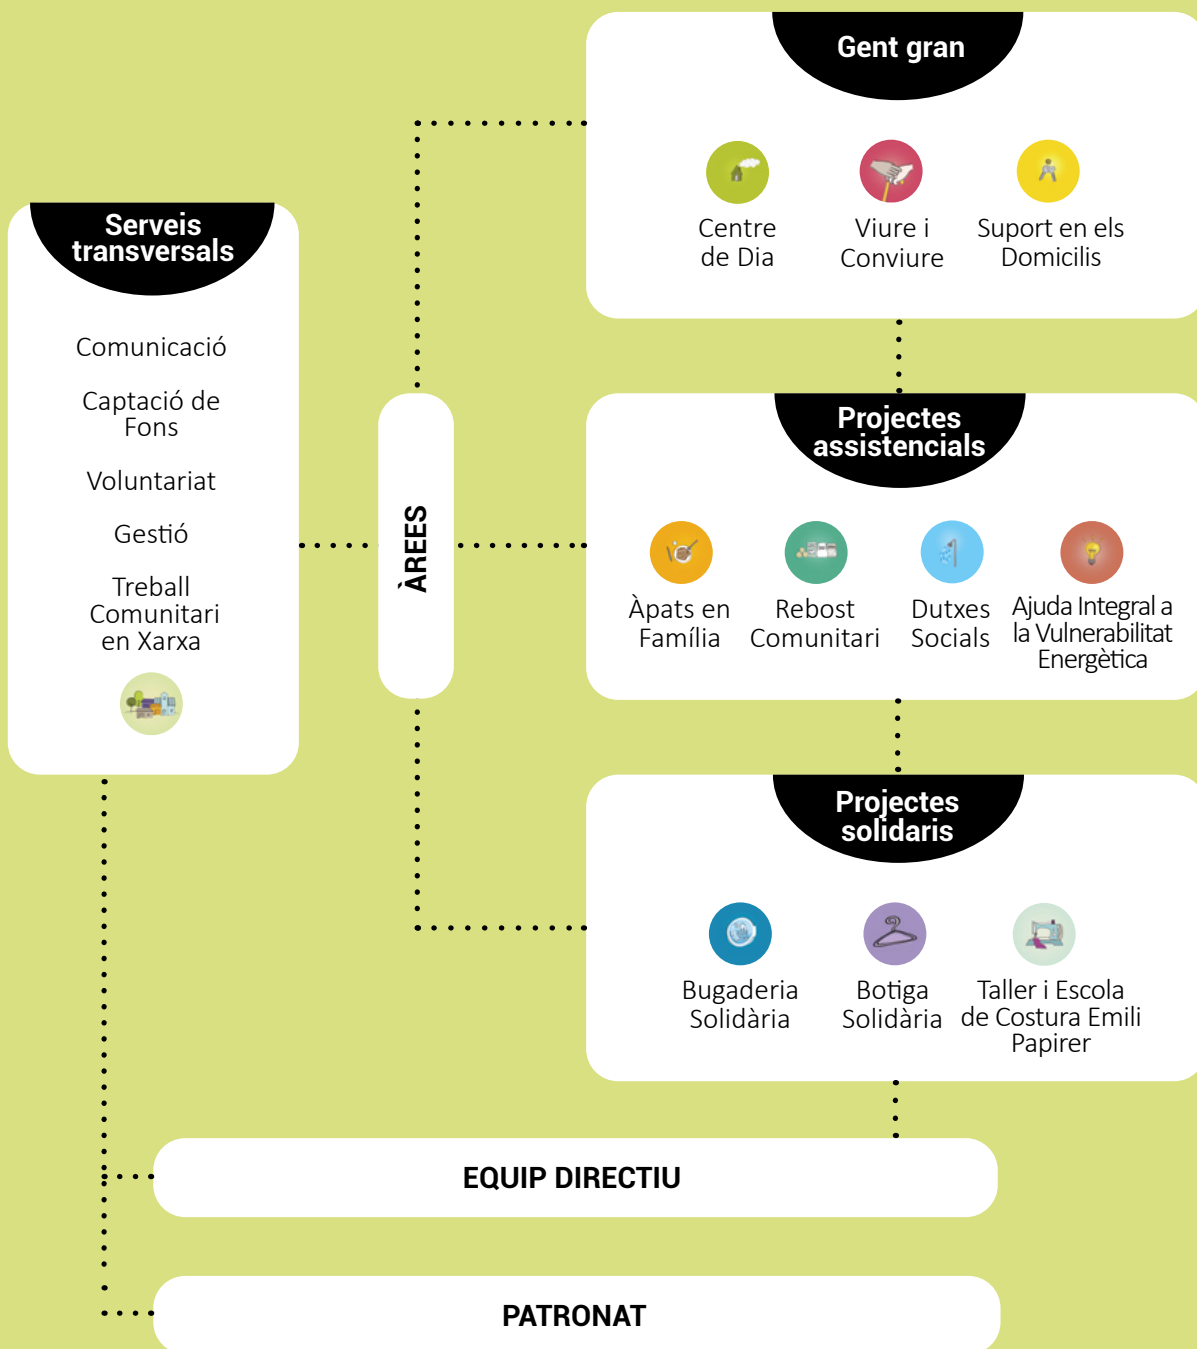 Gent gran
Centre
de Dia
Viure i
Conviure
Suport en els
Domicilis
Serveis
transversals
Comunicació
Captació de
Fons
Voluntariat
Gestió
Treball
Comunitari
en Xarxa
ÀREES
Projectes
assistencials
Àpats en
Família
Rebost
Comunitari
Dutxes
Socials
Ajuda Integral a
la Vulnerabilitat
Energètica
Projectes
solidaris
Bugaderia
Solidària
Botiga
Solidària
Taller i Escola
de Costura Emili
Papirer
EQUIP DIRECTIU
PATRONAT